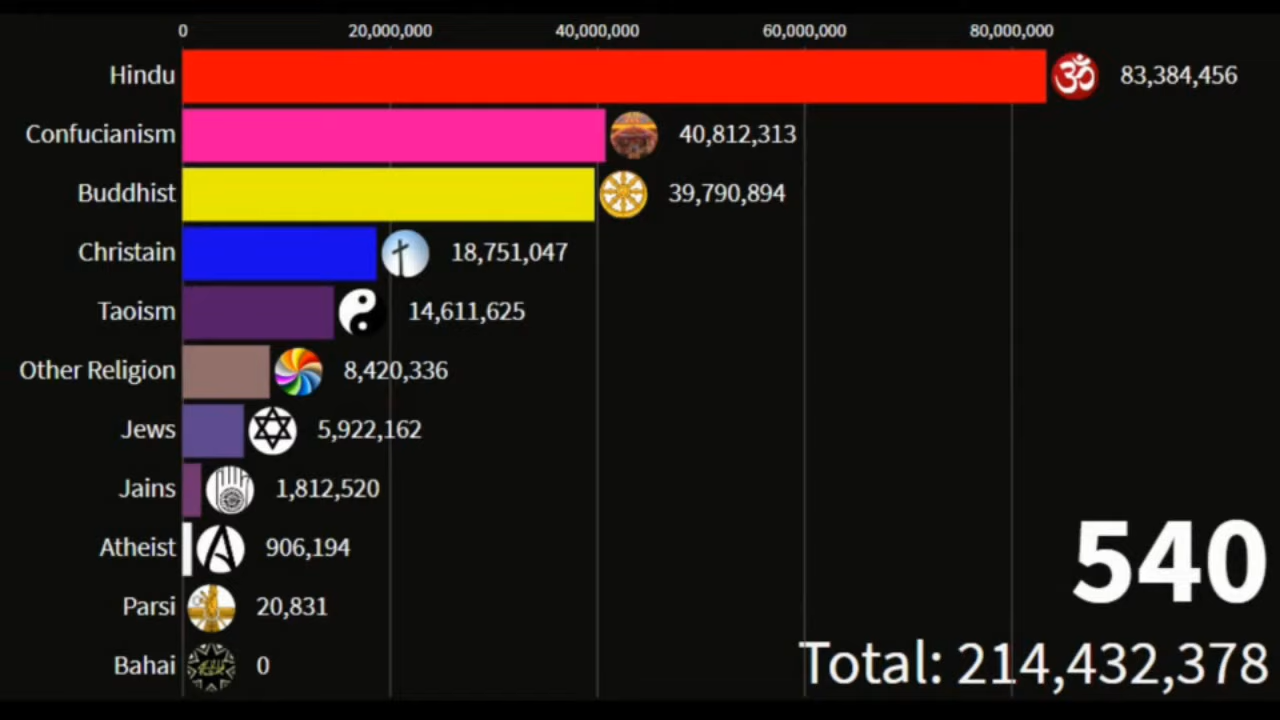 0 20,000,000 40,000,000 60,000,000 80,000,000
Hindu 83,384,456
Confucianism 40,812,313
Buddhist 39,790,894
Christain 18,751,047
Taoism 14,611,625
Other Religion 8,420,336
Jews 5,922,162
Jains 1,812,520
Atheist 906,194
Parsi 20,831
Bahai 0
540
Total: 214,432,378